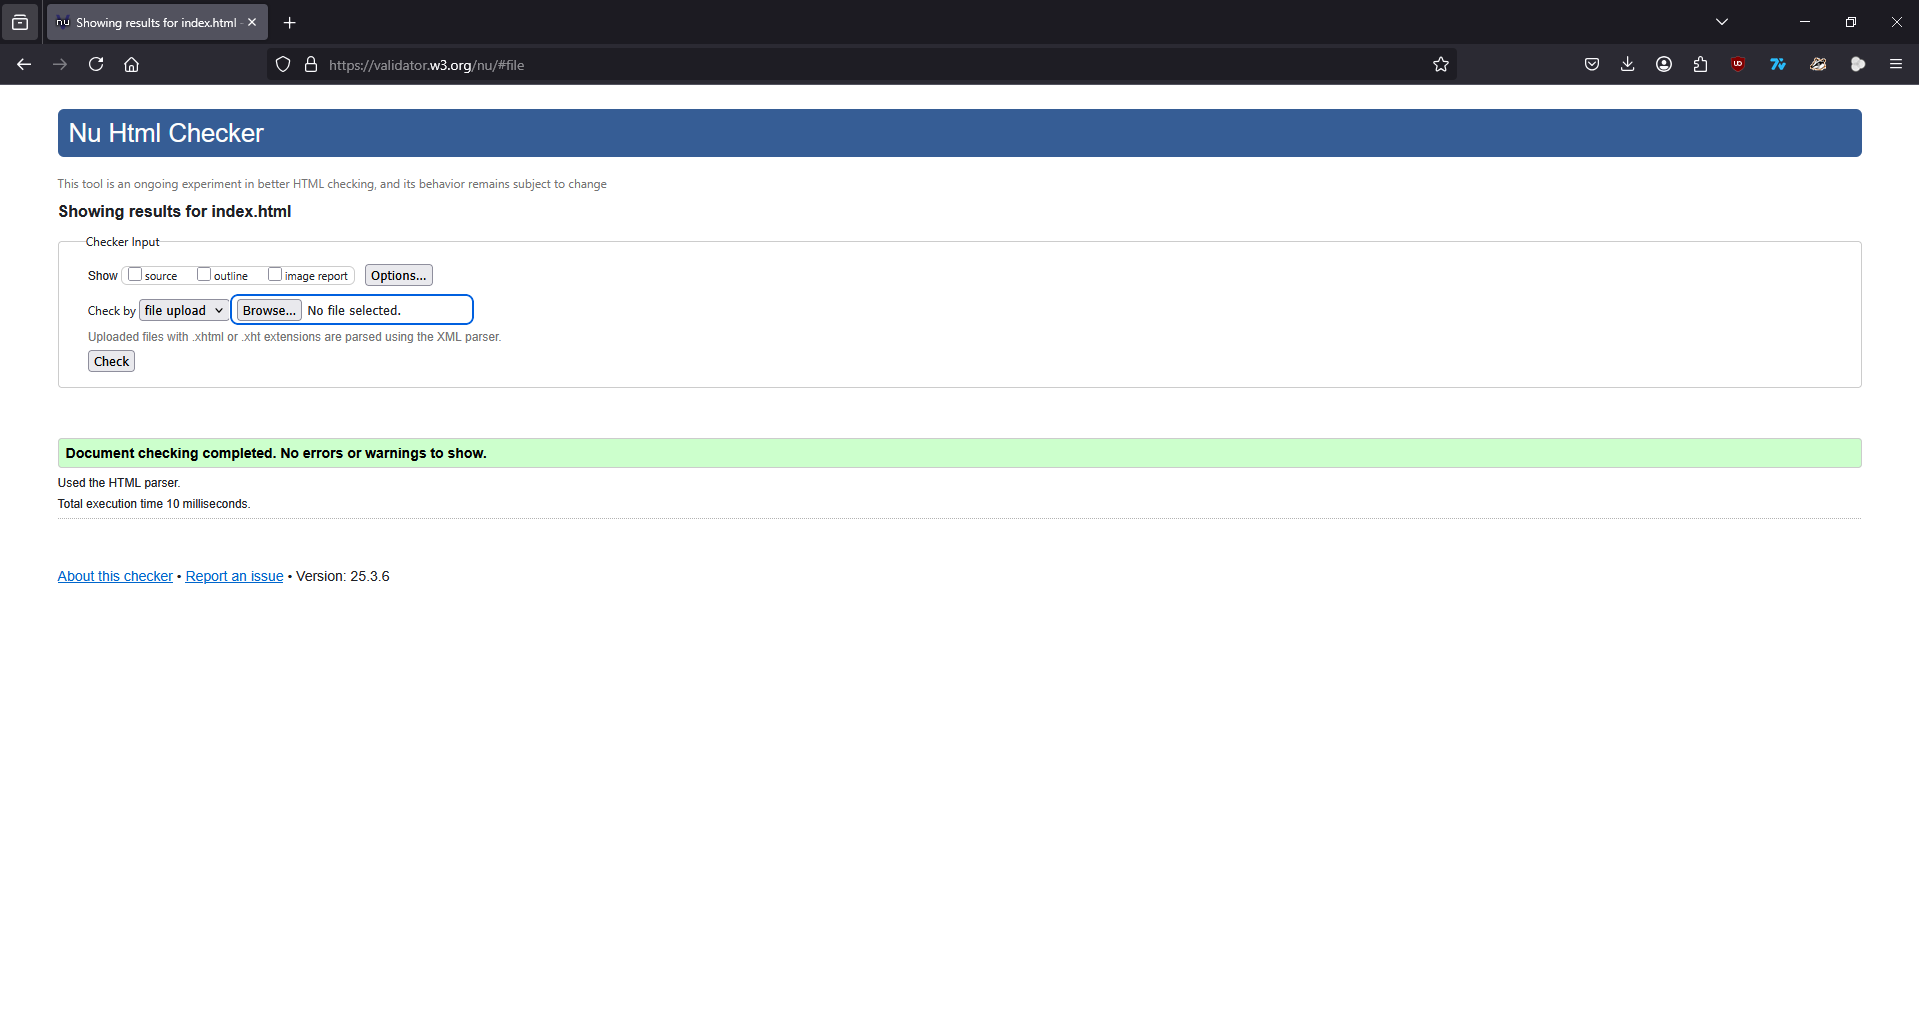 nu Showing results for index.html
https://validator.w3.org/nu/#file
Nu Html Checker
This tool is an ongoing experiment in better HTML checking, and its behavior remains subject to change
Showing results for index.html
Checker Input
Show source outline image report Options...
Check by file upload Browse... No file selected.
Uploaded files with .xhtml or .xht extensions are parsed using the XML parser.
Check
Document checking completed. No errors or warnings to show.
Used the HTML parser.
Total execution time 10 milliseconds.
About this checker • Report an issue • Version: 25.3.6